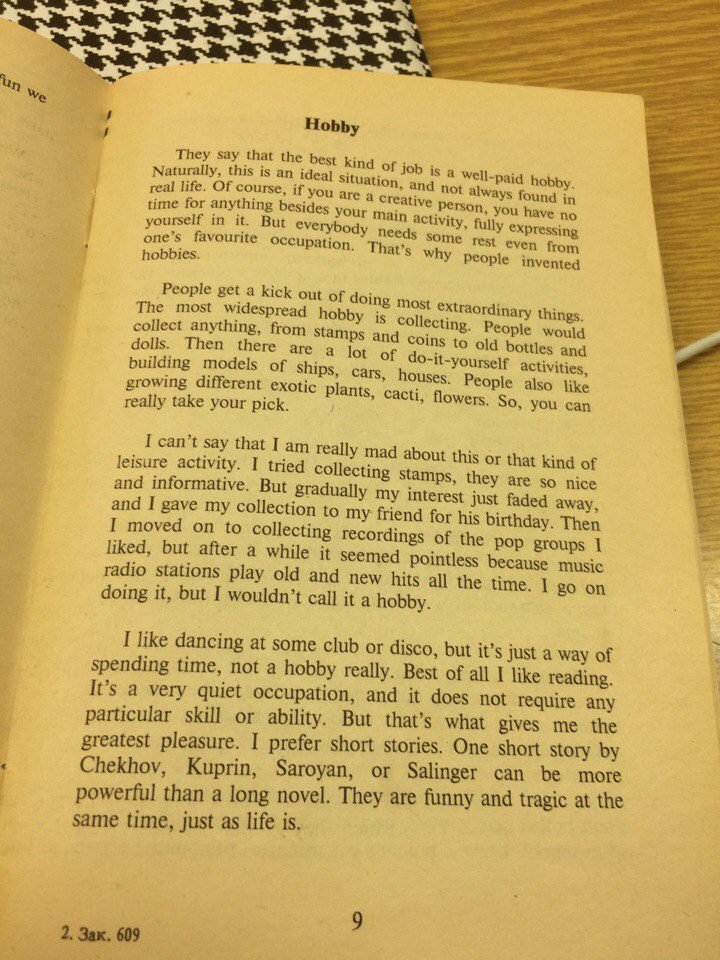 fun we
Hobby
They say that the best kind of job is a well-paid hobby.
Naturally, this is an ideal situation, and not always found in
real life. Of course, if you are a creative person, you have no
time for anything besides your main activity, fully expressing
yourself in it. But everybody needs some rest even from
one's favourite occupation. That's why people invented
hobbies.
People get a kick out of doing most extraordinary things.
The most widespread hobby is collecting. People would
collect anything, from stamps and coins to old bottles and
dolls. Then there are a lot of do-it-yourself activities,
building models of ships, cars, houses. People also like
growing different exotic plants, cacti, flowers. So, you can
really take your pick.
I can't say that I am really mad about this or that kind of
leisure activity. I tried collecting stamps, they are so nice
and informative. But gradually my interest just faded away,
and I gave my collection to my friend for his birthday. Then
I moved on to collecting recordings of the pop groups I
liked, but after a while it seemed pointless because music
radio stations play old and new hits all the time. I go on
doing it, but I wouldn't call it a hobby.
I like dancing at some club or disco, but it's just a way of
spending time, not a hobby really. Best of all I like reading.
It's a very quiet occupation, and it does not require any
particular skill or ability. But that's what gives me the
greatest pleasure. I prefer short stories. One short story by
Chekhov, Kuprin, Saroyan, or Salinger can be more
powerful than a long novel. They are funny and tragic at the
same time, just as life is.
9
2. Зак. 609